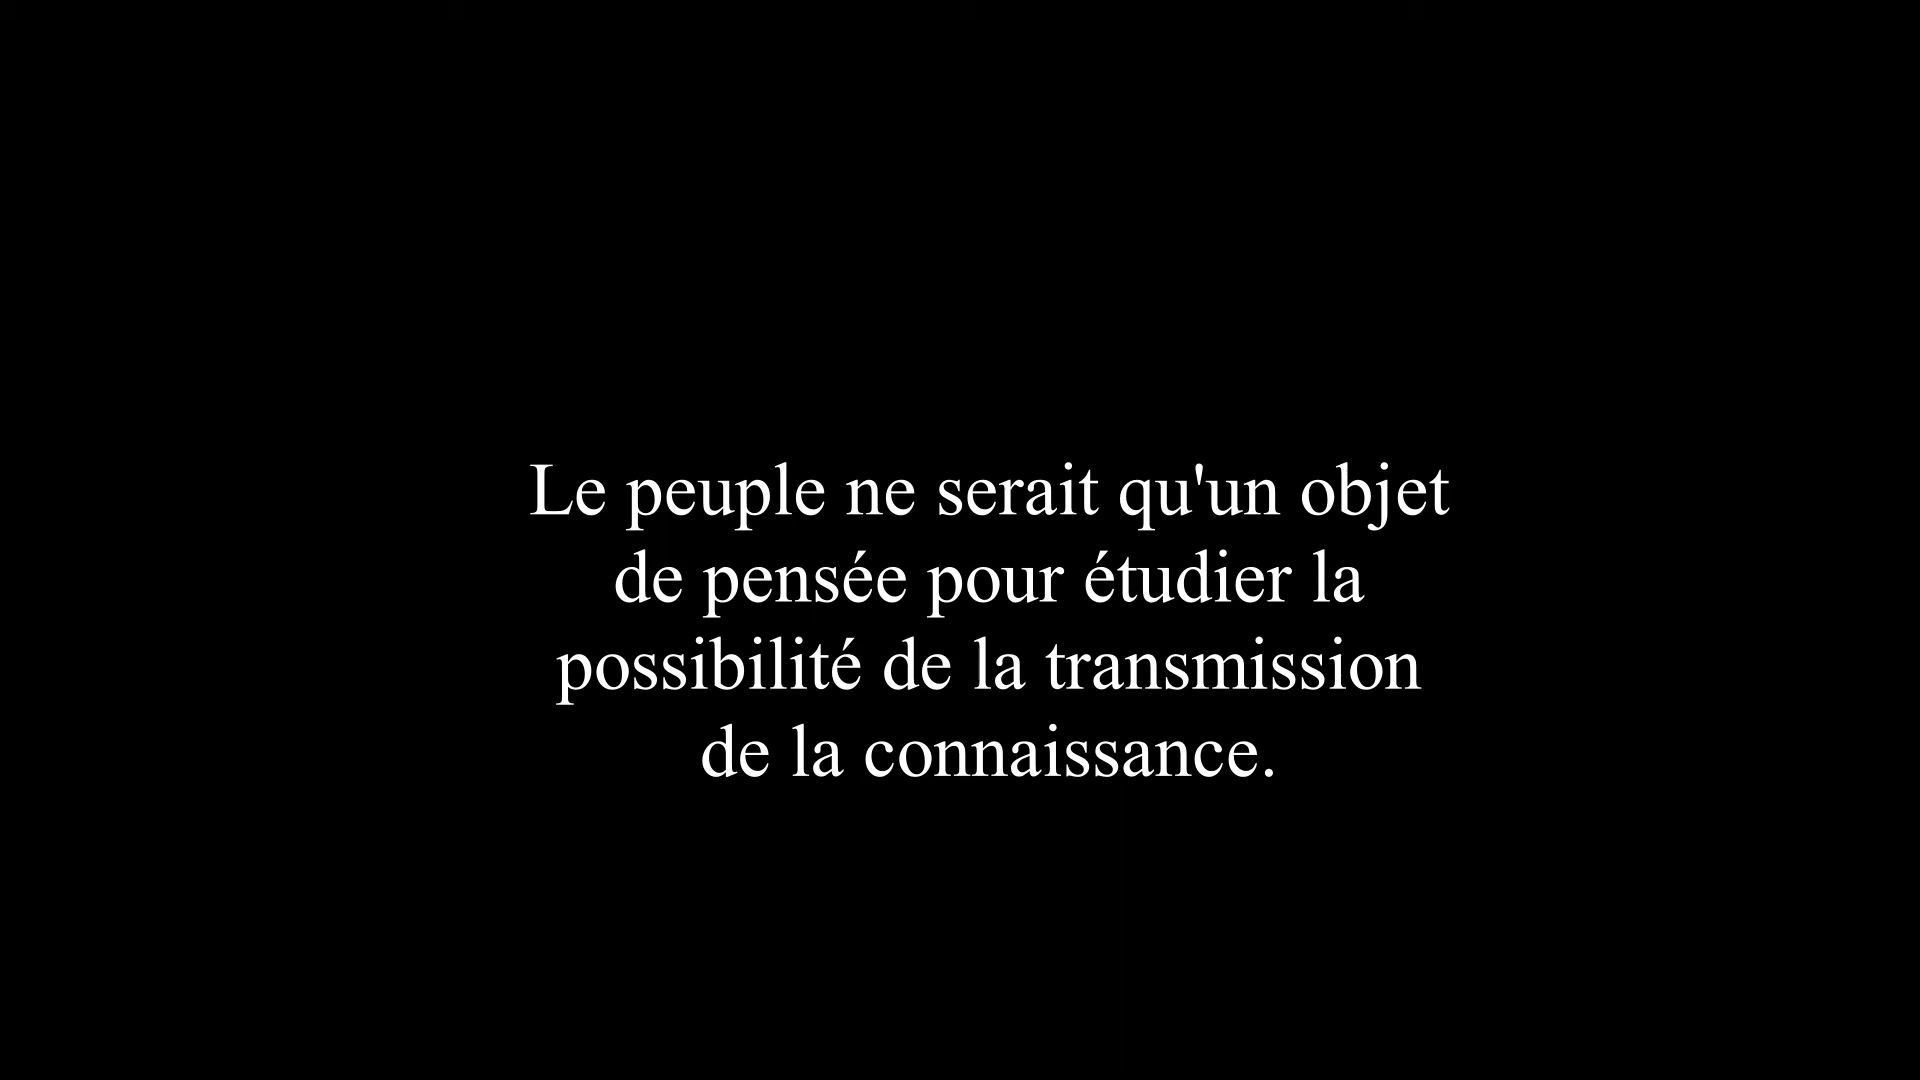 Le peuple ne serait qu'un objet
de pensée pour étudier la
possibilité de la transmission
de la connaissance.